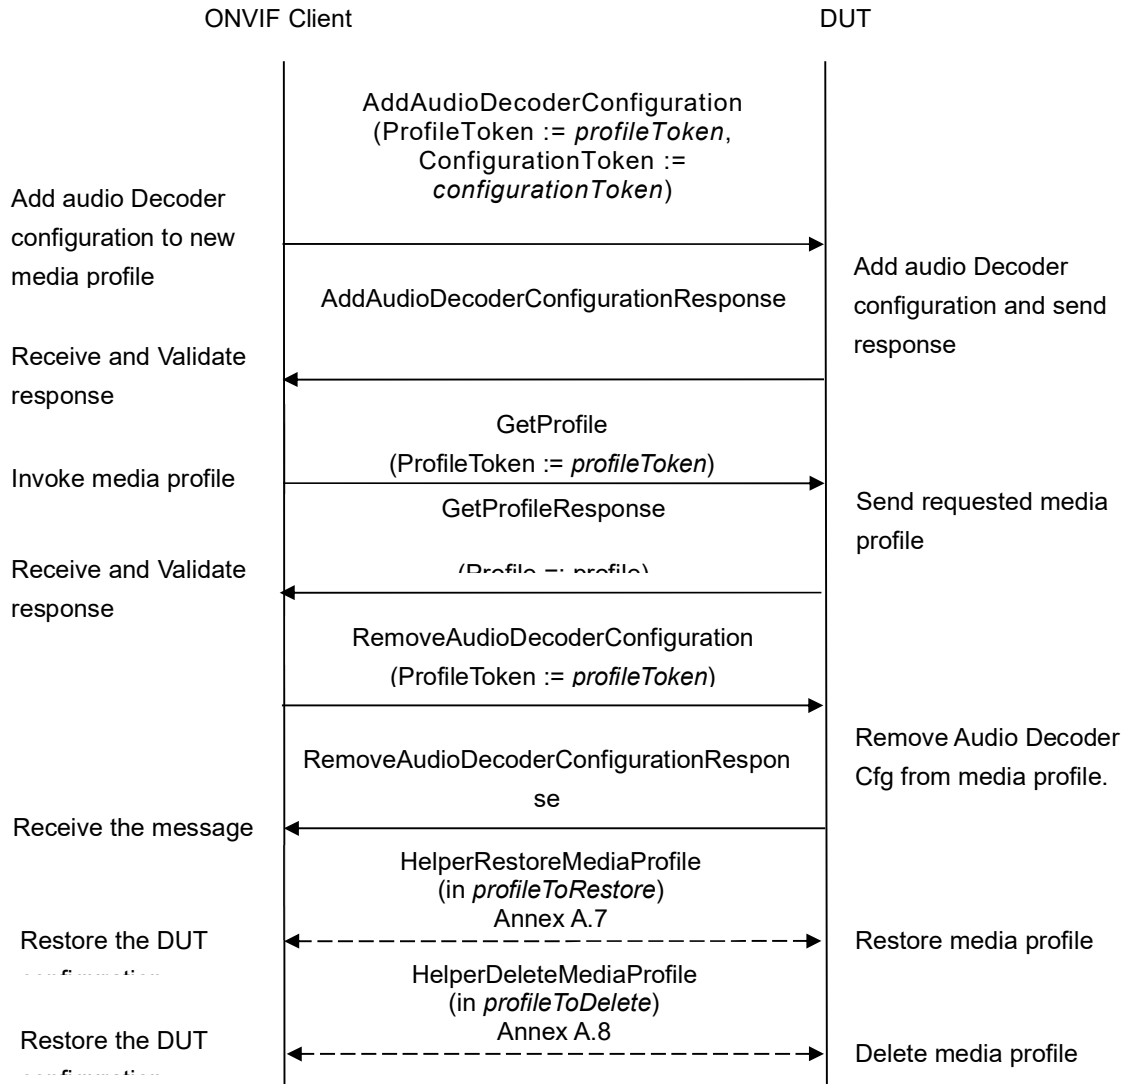 ONVIF Client
DUT
AddAudioDecoderConfiguration
(ProfileToken := profileToken,
ConfigurationToken :=
configurationToken)
Add audio Decoder
configuration to new
media profile
Add audio Decoder
configuration and send
response
AddAudioDecoderConfigurationResponse
Receive and Validate
response
GetProfile
(ProfileToken := profileToken)
Invoke media profile
GetProfileResponse
Send requested media
profile
(Profile =: profile)
Receive and Validate
response
RemoveAudioDecoderConfiguration
(ProfileToken := profileToken)
RemoveAudioDecoderConfigurationRespon
se
Remove Audio Decoder
Cfg from media profile.
Receive the message
HelperRestoreMediaProfile
(in profileToRestore)
Annex A.7
Restore the DUT
configuration
Restore media profile
HelperDeleteMediaProfile
(in profileToDelete)
Annex A.8
Restore the DUT
configuration
Delete media profile